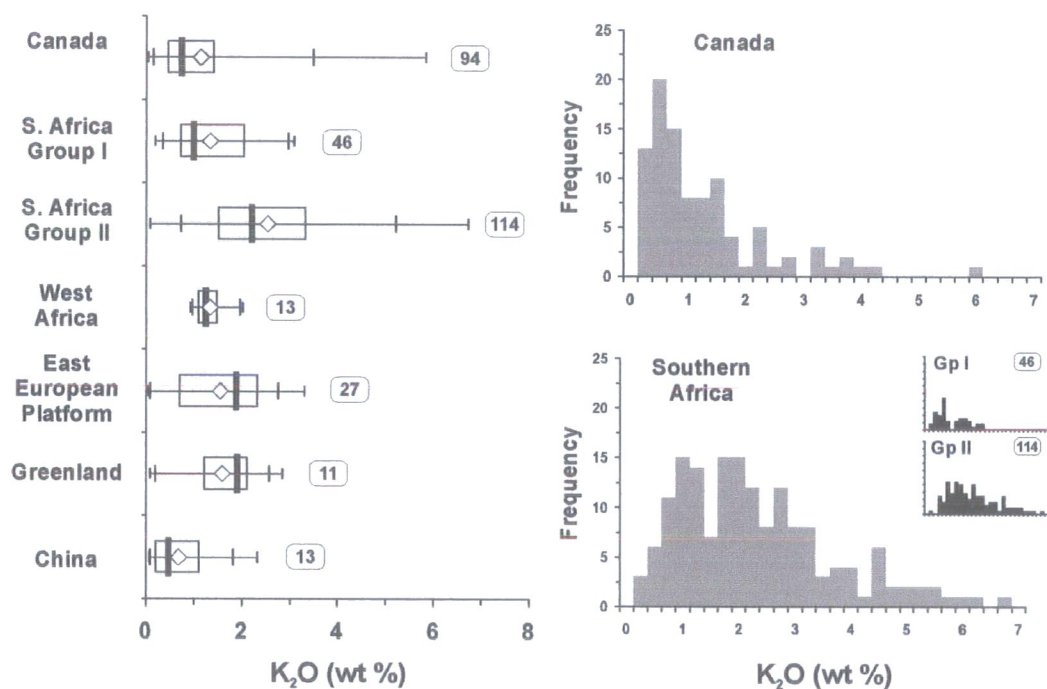 Canada
94
S. Africa
Group I
46
S. Africa
Group II
114
West
Africa
13
East
European
Platform
27
Greenland
11
China
13
0 2 4 6 8
K₂O (wt %)
Canada
Frequency
25
20
15
10
5
0
0 1 2 3 4 5 6 7
Southern
Africa
Frequency
25
20
15
10
5
0
0 1 2 3 4 5 6 7
K₂O (wt %)
Gp I 46
Gp II 114